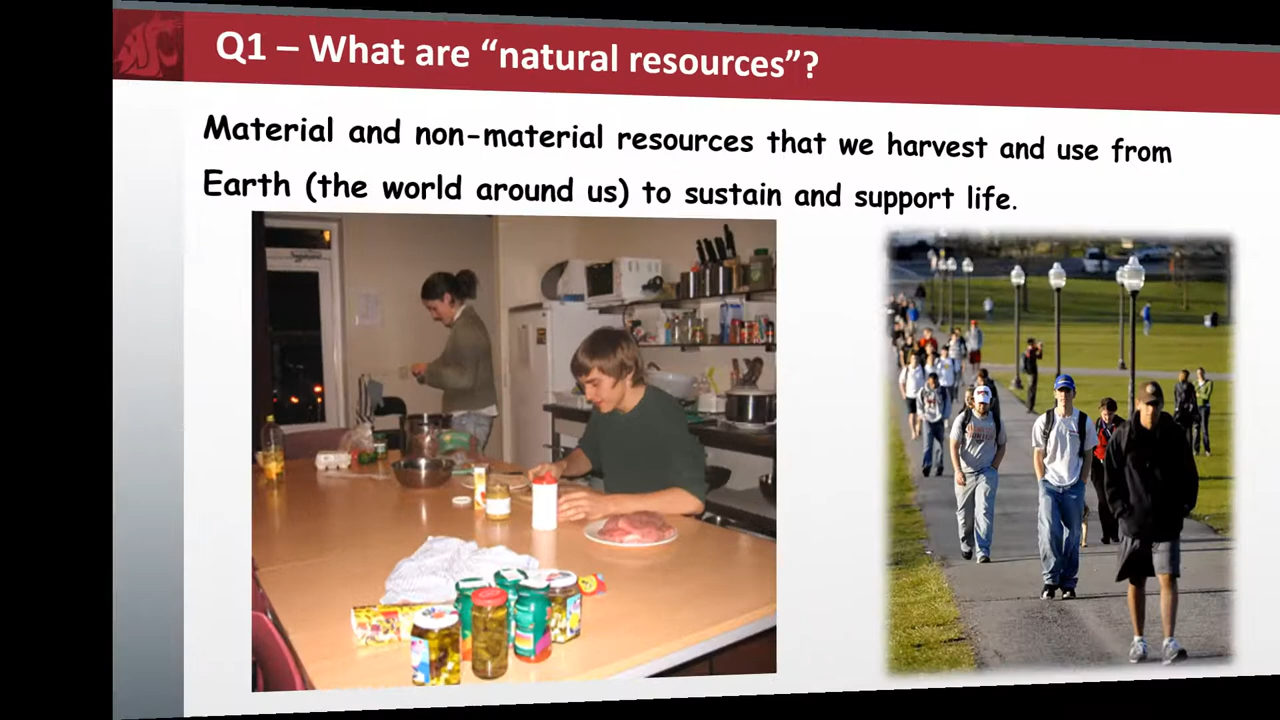 Q1 – What are “natural resources”?
Material and non-material resources that we harvest and use from
Earth (the world around us) to sustain and support life.